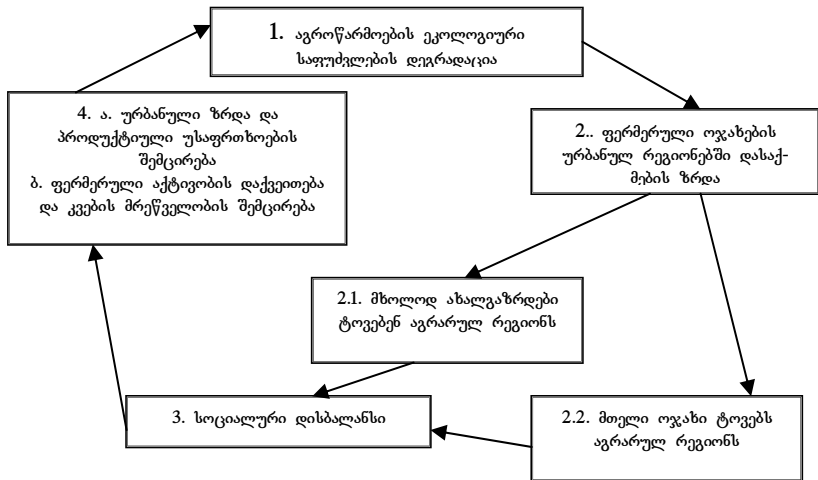 1. აგროწარმოების ეკოლოგიური
საფუძვლების დეგრადაცია
4. ა. ურბანული ზრდა და
პროდუქტიული უსაფრთხოების
შემცირება
ბ. ფერმერული აქტივობის დაქვეითება
და კვების მრეწველობის შემცირება
2.. ფერმერული ოჯახების
ურბანულ რეგიონებში დასაქ-
მების ზრდა
2.1. მხოლოდ ახალგაზრდები
ტოვებენ აგრარულ რეგიონს
3. სოციალური დისბალანსი
2.2. მთელი ოჯახი ტოვებს
აგრარულ რეგიონს